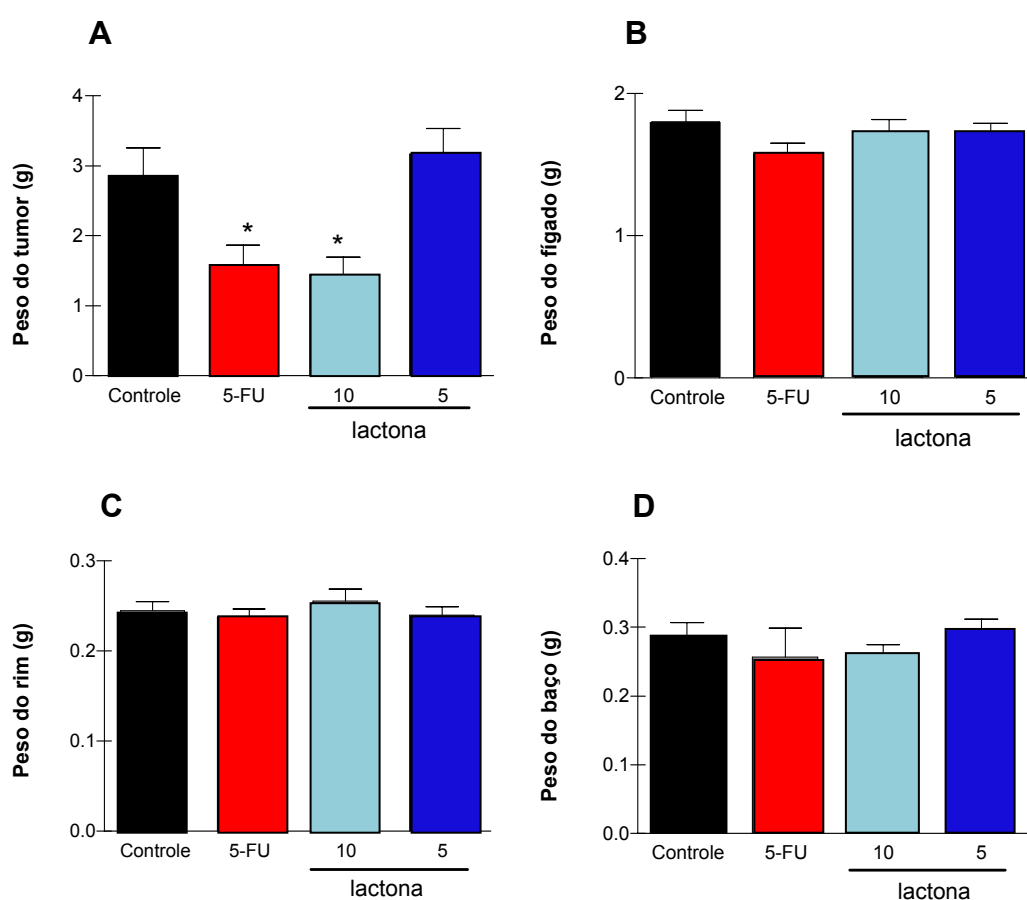 A
Peso do tumor (g)
4
3
2
1
0
*
*
Controle 5-FU 10 5
lactona
B
Peso do fígado (g)
2
1
0
Controle 5-FU 10 5
lactona
C
Peso do rim (g)
0.3
0.2
0.1
0.0
Controle 5-FU 10 5
lactona
D
Peso do baço (g)
0.4
0.3
0.2
0.1
0.0
Controle 5-FU 10 5
lactona